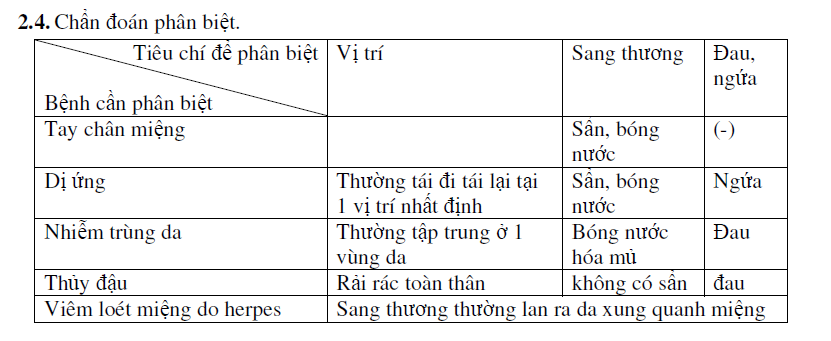 2.4. Chẩn đoán phân biệt.
Tiêu chí để phân biệt
Bệnh cần phân biệt
Vị trí
Sang thương
Đau,
ngứa
Tay chân miệng
Sẩn, bóng
nước
(-)
Dị ứng
Thường tái đi tái lại tại
1 vị trí nhất định
Sẩn, bóng
nước
Ngứa
Nhiễm trùng da
Thường tập trung ở 1
vùng da
Bóng nước
hóa mủ
Đau
Thủy đậu
Rải rác toàn thân
không có sẩn
đau
Viêm loét miệng do herpes
Sang thương thường lan ra da xung quanh miệng